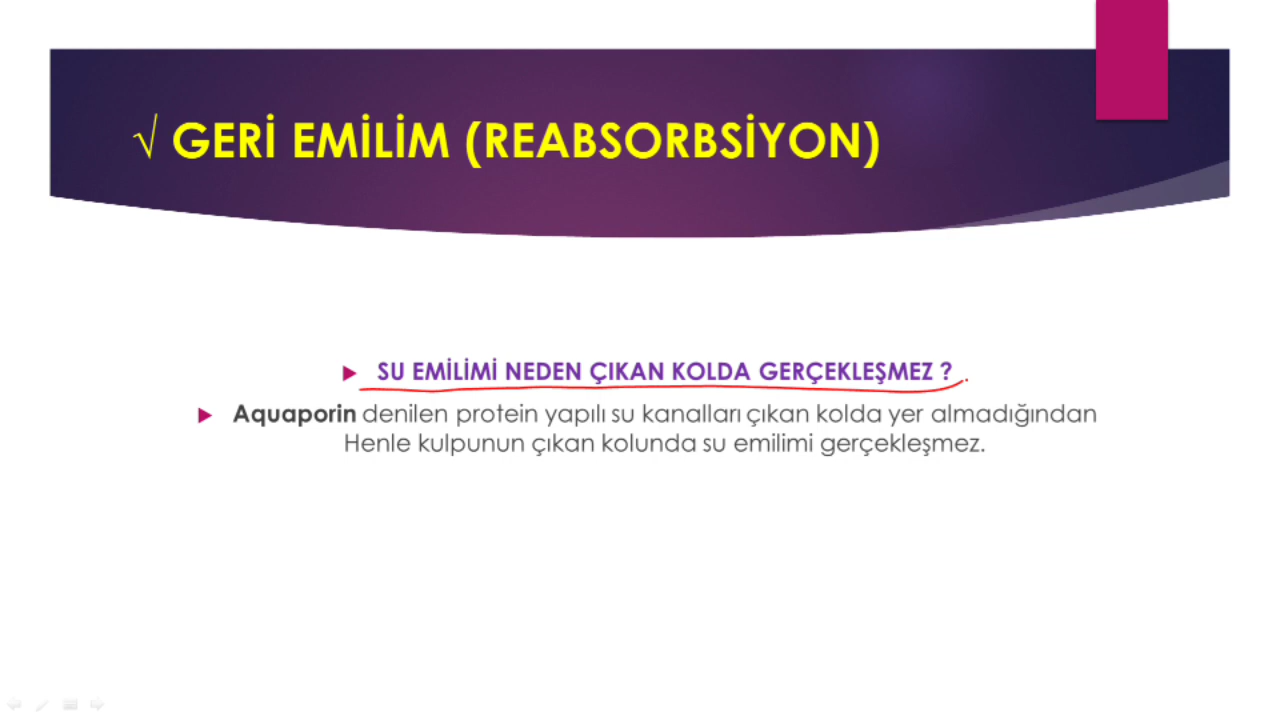 √ GERİ EMİLİM (REABSORBSİYON)
SU EMİLİMİ NEDEN ÇIKAN KOLDA GERÇEKLEŞMEZ ?
Aquaporin denilen protein yapılı su kanalları çıkan kolda yer almadığından
Henle kulpunun çıkan kolunda su emilimi gerçekleşmez.